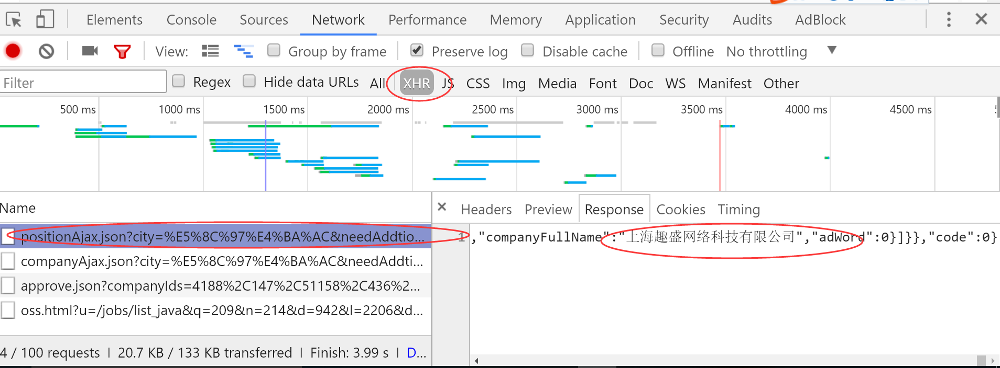 Elements Console Sources Network Performance Memory Application Security Audits AdBlock
View: Group by frame Preserve log Disable cache Offline No throttling
Filter Regex Hide data URLs All XHR JS CSS Img Media Font Doc WS Manifest Other
500 ms 1000 ms 1500 ms 2000 ms 2500 ms 3000 ms 3500 ms 4000 ms 4500 ms
Name
Headers Preview Response Cookies Timing
positionAjax.json?city=%E5%8C%97%E4%BA%AC&needAddtio...
companyAjax.json?city=%E5%8C%97%E4%BA%AC&needAddti...
approve.json?companyIds=4188%2C147%2C51158%2C436%2...
oss.html?u=/jobs/list_java&q=209&n=214&d=942&l=2206&d...
1 ,"companyFullName":"上海趣盛网络科技有限公司","adWord":0}]}},"code":0}
4 / 100 requests | 20.7 KB / 133 KB transferred | Finish: 3.99 s | D...